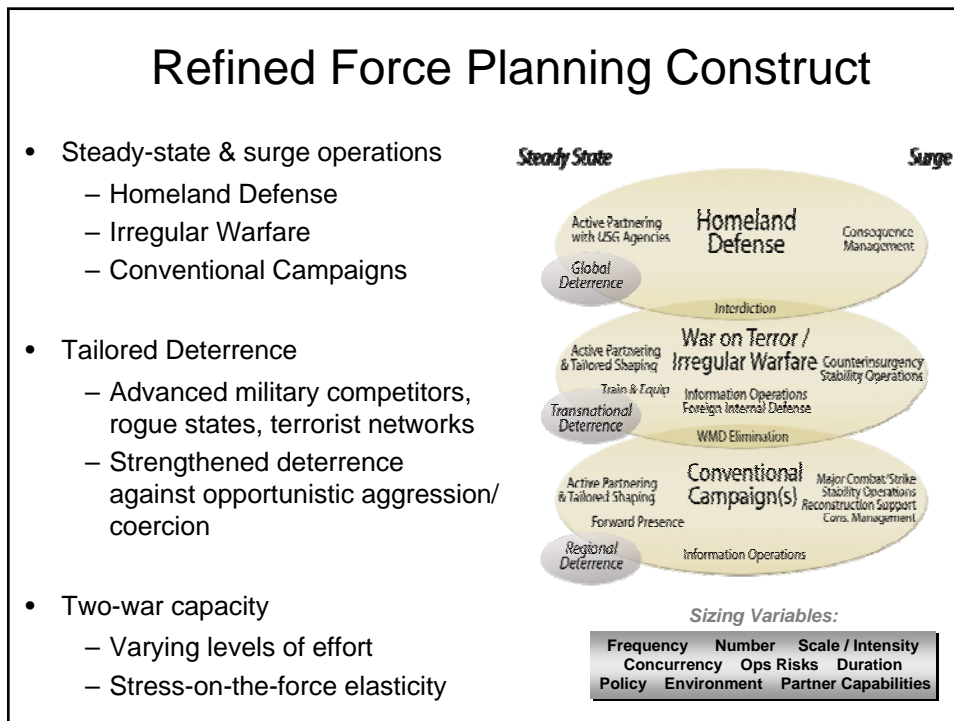 Refined Force Planning Construct
• Steady-state & surge operations
– Homeland Defense
– Irregular Warfare
– Conventional Campaigns
• Tailored Deterrence
– Advanced military competitors,
rogue states, terrorist networks
– Strengthened deterrence
against opportunistic aggression/
coercion
• Two-war capacity
– Varying levels of effort
– Stress-on-the-force elasticity
Steady State
Surge
Active Partnering
with USG Agencies
Homeland
Defense
Consequence
Management
Global
Deterrence
Interdiction
Active Partnering
& Tailored Shaping
War on Terror /
Irregular Warfare
Counterinsurgency
Stability Operations
Train & Equip
Information Operations
Foreign Internal Defense
Transnational
Deterrence
WMD Elimination
Active Partnering
& Tailored Shaping
Conventional
Campaign(s)
Major Combat/Strike
Stability Operations
Reconstruction Support
Cons. Management
Forward Presence
Regional
Deterrence
Information Operations
Sizing Variables:
Frequency Number Scale / Intensity
Concurrency Ops Risks Duration
Policy Environment Partner Capabilities